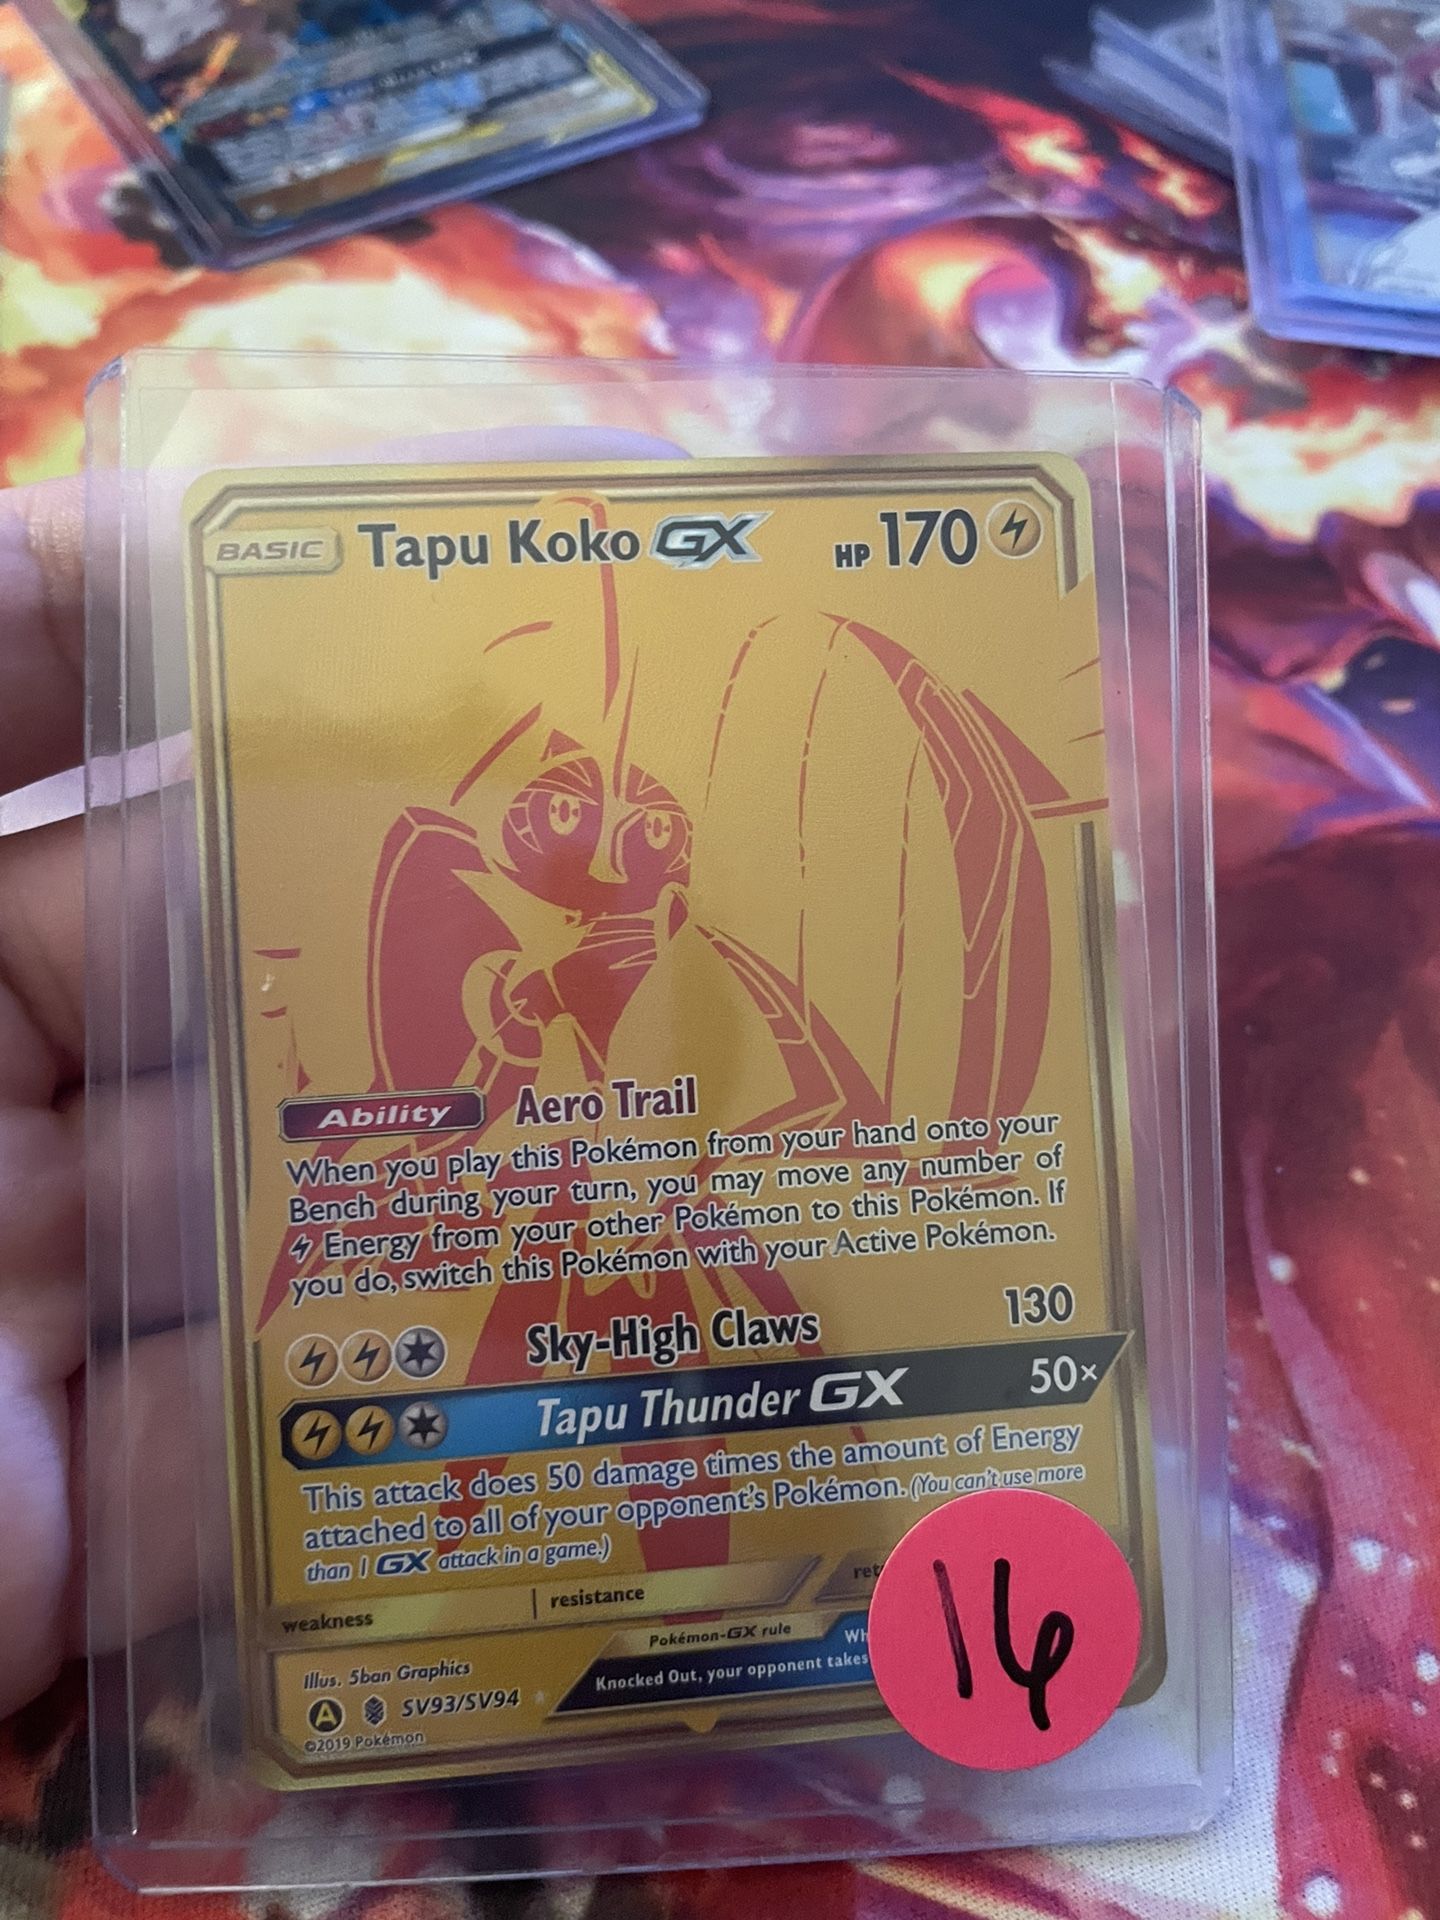 BASIC Tapu Koko GX HP 170
Ability Aero Trail
When you play this Pokémon from your hand onto your
Bench during your turn, you may move any number of
Energy from your other Pokémon to this Pokémon. If
you do, switch this Pokémon with your Active Pokémon.
Sky-High Claws 130
Tapu Thunder GX 50×
This attack does 50 damage times the amount of Energy
attached to all of your opponent's Pokémon. (You can't use more
than 1 GX attack in a game.)
weakness resistance ret
Pokémon-GX rule Wh
Knocked Out, your opponent takes
Illus. 5ban Graphics
A SV93/SV94
©2019 Pokémon
16